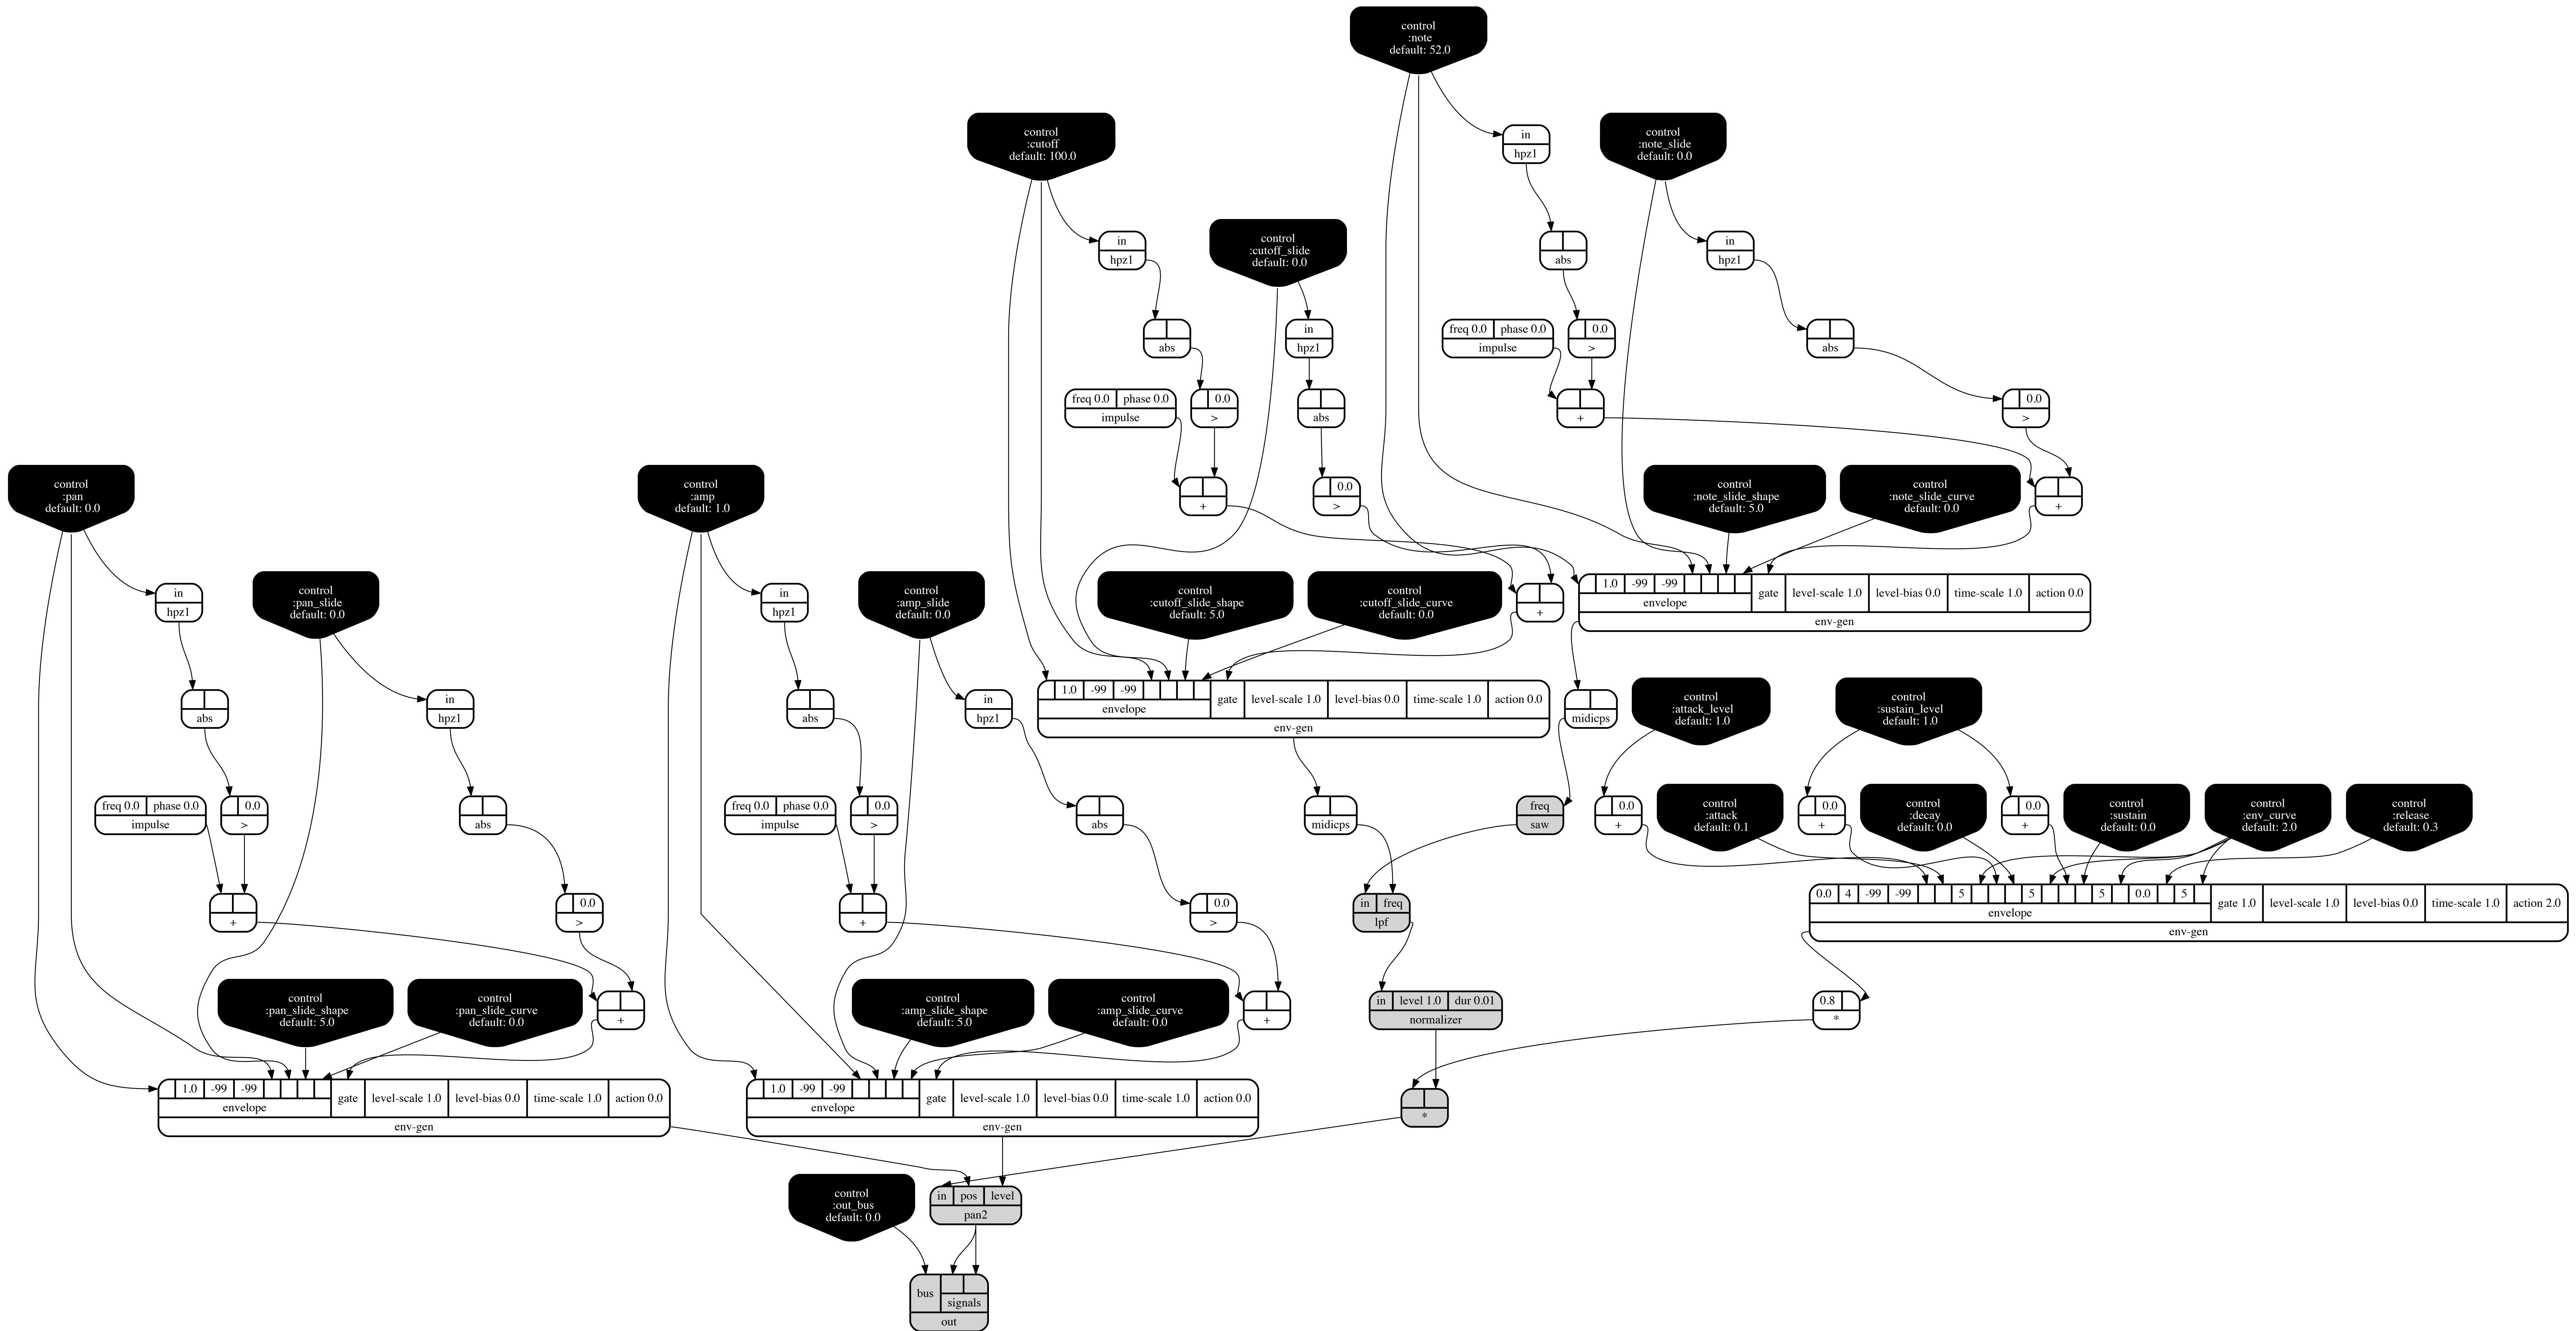 control
:note
default: 52.0
control
:cutoff
default: 100.0
in
hpz1
control
:note_slide
default: 0.0
control
:cutoff_slide
default: 0.0
in
hpz1
abs
in
hpz1
abs
in
hpz1
freq 0.0 phase 0.0
impulse
0.0
>
abs
freq 0.0 phase 0.0
impulse
0.0
>
abs
+
0.0
>
control
:pan
default: 0.0
control
:amp
default: 1.0
+
0.0
>
control
:note_slide_shape
default: 5.0
control
:note_slide_curve
default: 0.0
+
in
hpz1
control
:pan_slide
default: 0.0
in
hpz1
control
:amp_slide
default: 0.0
control
:cutoff_slide_shape
default: 5.0
control
:cutoff_slide_curve
default: 0.0
+
1.0 -99 -99
envelope
gate level-scale 1.0 level-bias 0.0 time-scale 1.0 action 0.0
env-gen
abs
in
hpz1
abs
in
hpz1
1.0 -99 -99
envelope
gate level-scale 1.0 level-bias 0.0 time-scale 1.0 action 0.0
env-gen
midicps
control
:attack_level
default: 1.0
control
:sustain_level
default: 1.0
freq 0.0 phase 0.0
impulse
0.0
>
abs
freq 0.0 phase 0.0
impulse
0.0
>
abs
midicps
freq
saw
0.0
+
control
:attack
default: 0.1
0.0
+
control
:decay
default: 0.0
0.0
+
control
:sustain
default: 0.0
control
:env_curve
default: 2.0
control
:release
default: 0.3
+
0.0
>
+
0.0
>
in freq
lpf
0.0 4 -99 -99 5 5 5 0.0 5
envelope
gate 1.0 level-scale 1.0 level-bias 0.0 time-scale 1.0 action 2.0
env-gen
control
:pan_slide_shape
default: 5.0
control
:pan_slide_curve
default: 0.0
+
control
:amp_slide_shape
default: 5.0
control
:amp_slide_curve
default: 0.0
+
in level 1.0 dur 0.01
normalizer
0.8
*
1.0 -99 -99
envelope
gate level-scale 1.0 level-bias 0.0 time-scale 1.0 action 0.0
env-gen
1.0 -99 -99
envelope
gate level-scale 1.0 level-bias 0.0 time-scale 1.0 action 0.0
env-gen
*
control
:out_bus
default: 0.0
in pos level
pan2
bus
signals
out